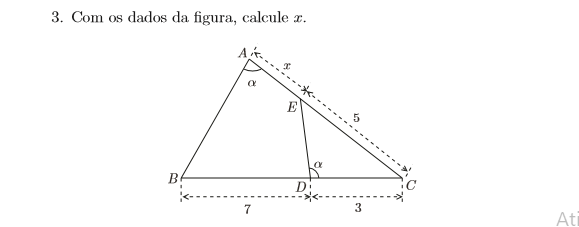 3. Com os dados da figura, calcule x.
A
x
α
E
5
α
B
D
C
7
3
Ati